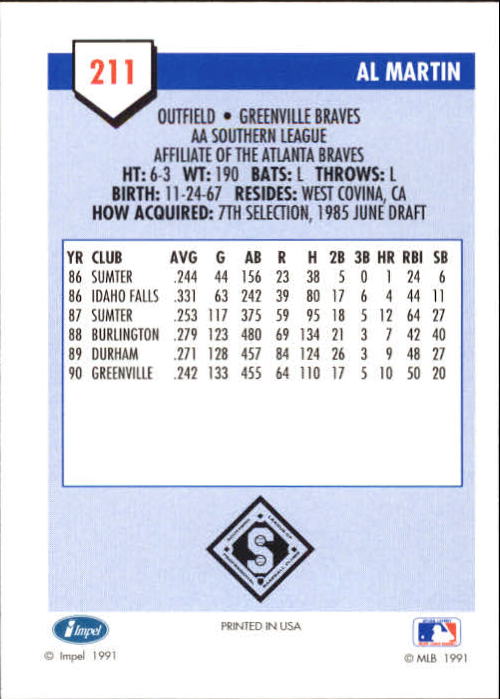 211
AL MARTIN
OUTFIELD • GREENVILLE BRAVES
AA SOUTHERN LEAGUE
AFFILIATE OF THE ATLANTA BRAVES
HT: 6-3 WT: 190 BATS: L THROWS: L
BIRTH: 11-24-67 RESIDES: WEST COVINA, CA
HOW ACQUIRED: 7TH SELECTION, 1985 JUNE DRAFT
YR CLUB AVG G AB R H 2B 3B HR RBI SB
86 SUMTER .244 44 156 23 38 5 0 1 24 6
86 IDAHO FALLS .331 63 242 39 80 17 6 4 44 11
87 SUMTER .253 117 375 59 95 18 5 12 64 27
88 BURLINGTON .279 123 480 69 134 21 3 7 42 40
89 DURHAM .271 128 457 84 124 26 3 9 48 27
90 GREENVILLE .242 133 455 64 110 17 5 10 50 20
SOUTHERN LEAGUE OF
S
PROFESSIONAL BASEBALL CLUBS
Impel
PRINTED IN USA
© Impel 1991
© MLB 1991